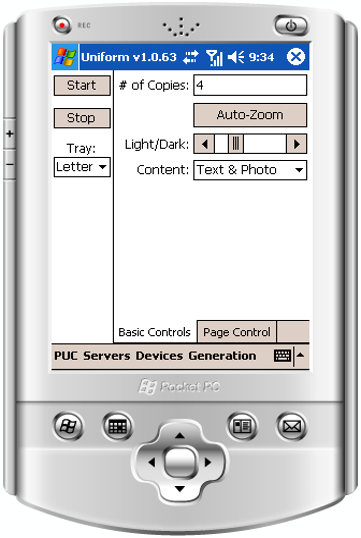 REC
Uniform v1.0.63 9:34
Start
# of Copies: 4
Stop
Auto-Zoom
Tray:
Light/Dark:
Letter
Content: Text & Photo
Basic Controls Page Control
PUC Servers Devices Generation
Pocket PC